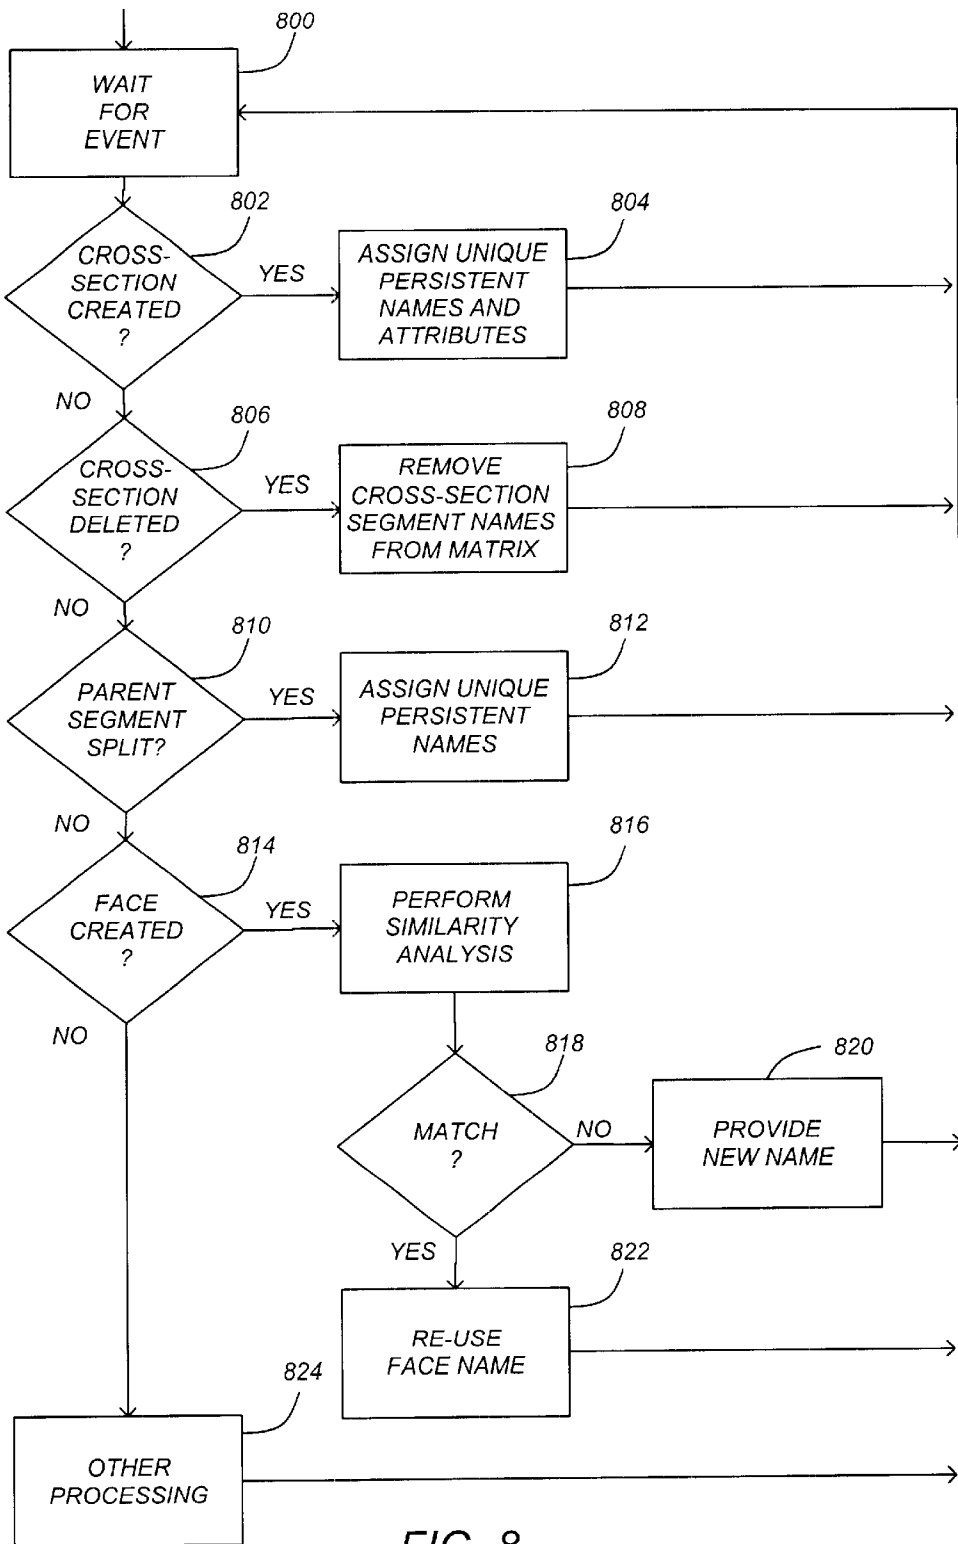 800
WAIT
FOR
EVENT
802
CROSS-
SECTION
CREATED
?
YES
804
ASSIGN UNIQUE
PERSISTENT
NAMES AND
ATTRIBUTES
NO
806
CROSS-
SECTION
DELETED
?
YES
808
REMOVE
CROSS-SECTION
SEGMENT NAMES
FROM MATRIX
NO
810
PARENT
SEGMENT
SPLIT?
YES
812
ASSIGN UNIQUE
PERSISTENT
NAMES
NO
814
FACE
CREATED
?
YES
816
PERFORM
SIMILARITY
ANALYSIS
NO
818
MATCH
?
NO
820
PROVIDE
NEW NAME
YES
822
RE-USE
FACE NAME
824
OTHER
PROCESSING
FIG. 8